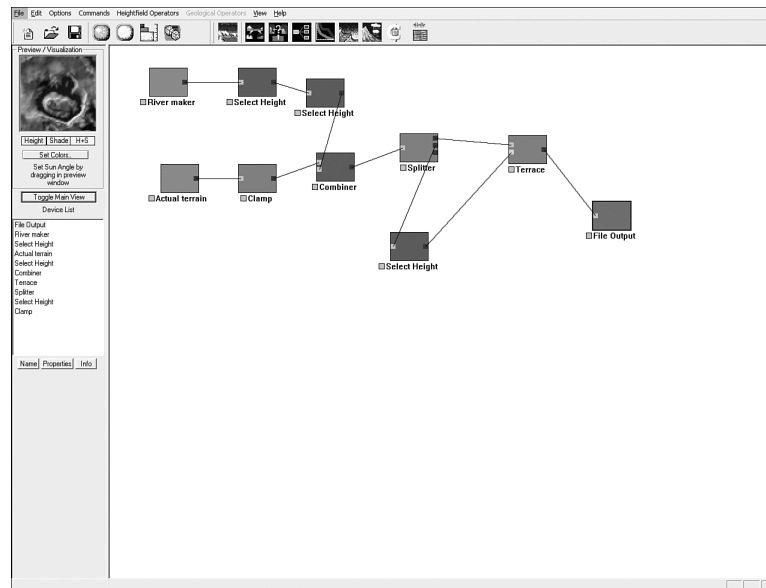 File Edit Options Commands Heightfield Operators Geological Operators View Help
Preview / Visualization
Height Shade H+S
Set Colors..
Set Sun Angle by
dragging in preview
window
Toggle Main View
Device List
File Output
River maker
Select Height
Actual terrain
Select Height
Combiner
Terrace
Splitter
Select Height
Clamp
Name Properties Info
River maker
Select Height
Select Height
Actual terrain
Clamp
Combiner
Splitter
Terrace
Select Height
File Output